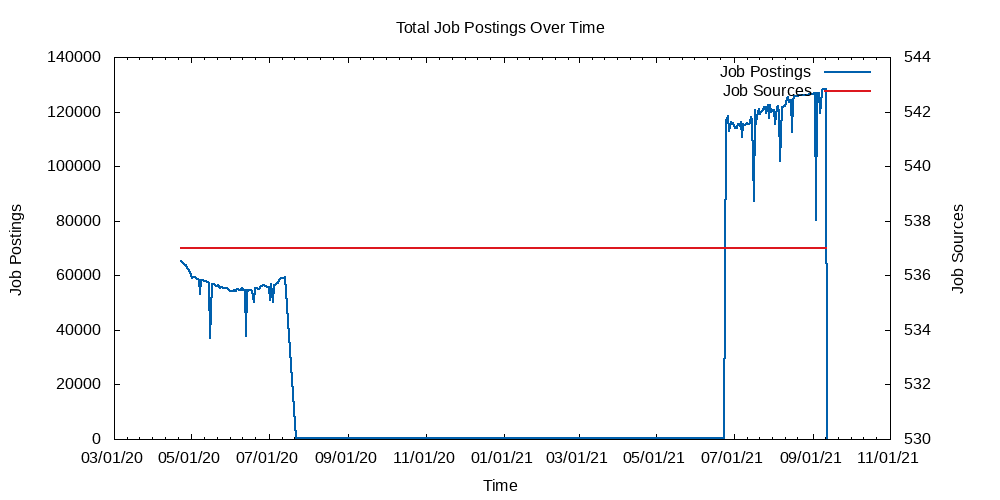 Total Job Postings Over Time
140000
120000
100000
80000
60000
40000
20000
0
544
542
540
538
536
534
532
530
Job Postings
Job Sources
Job Postings
Job Sources
03/01/20 05/01/20 07/01/20 09/01/20 11/01/20 01/01/21 03/01/21 05/01/21 07/01/21 09/01/21 11/01/21
Time